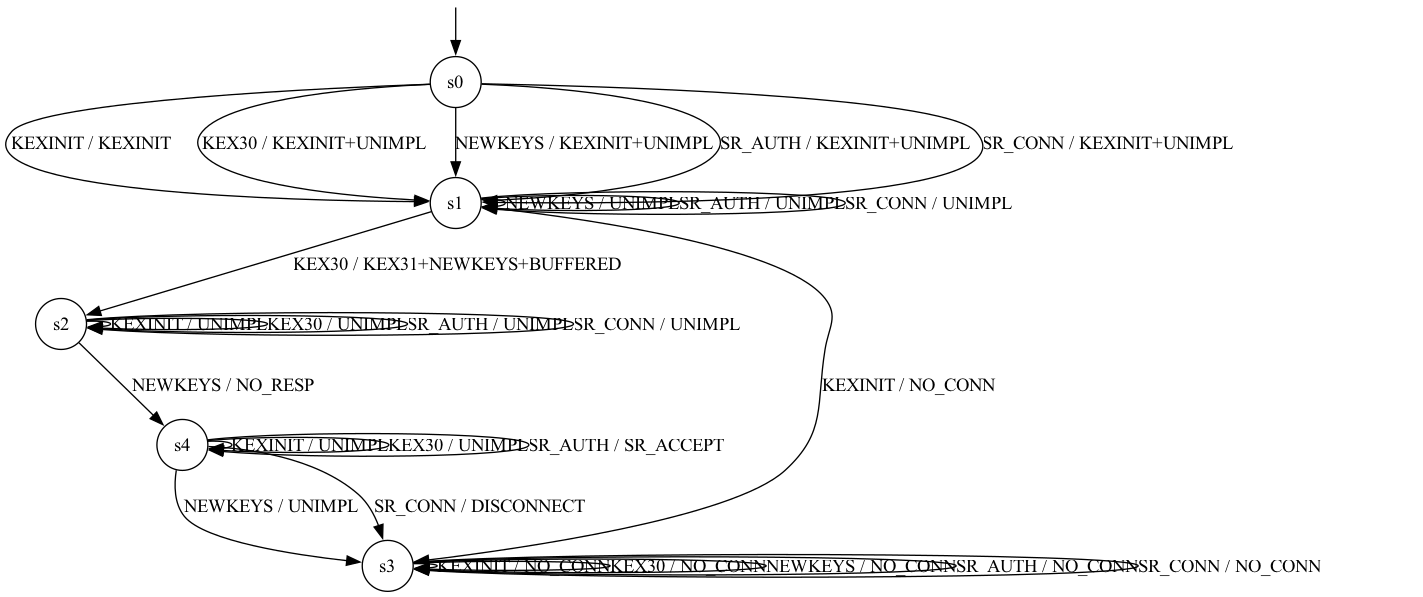 s0
KEXINIT / KEXINIT
KEX30 / KEXINIT+UNIMPL
NEWKEYS / KEXINIT+UNIMPL
SR_AUTH / KEXINIT+UNIMPL
SR_CONN / KEXINIT+UNIMPL
s1
NEWKEYS / UNIMPL
SR_AUTH / UNIMPL
SR_CONN / UNIMPL
KEX30 / KEX31+NEWKEYS+BUFFERED
s2
KEXINIT / UNIMPL
KEX30 / UNIMPL
SR_AUTH / UNIMPL
SR_CONN / UNIMPL
NEWKEYS / NO_RESP
KEXINIT / NO_CONN
s4
KEXINIT / UNIMPL
KEX30 / UNIMPL
SR_AUTH / SR_ACCEPT
NEWKEYS / UNIMPL
SR_CONN / DISCONNECT
s3
KEXINIT / NO_CONN
KEX30 / NO_CONN
NEWKEYS / NO_CONN
SR_AUTH / NO_CONN
SR_CONN / NO_CONN